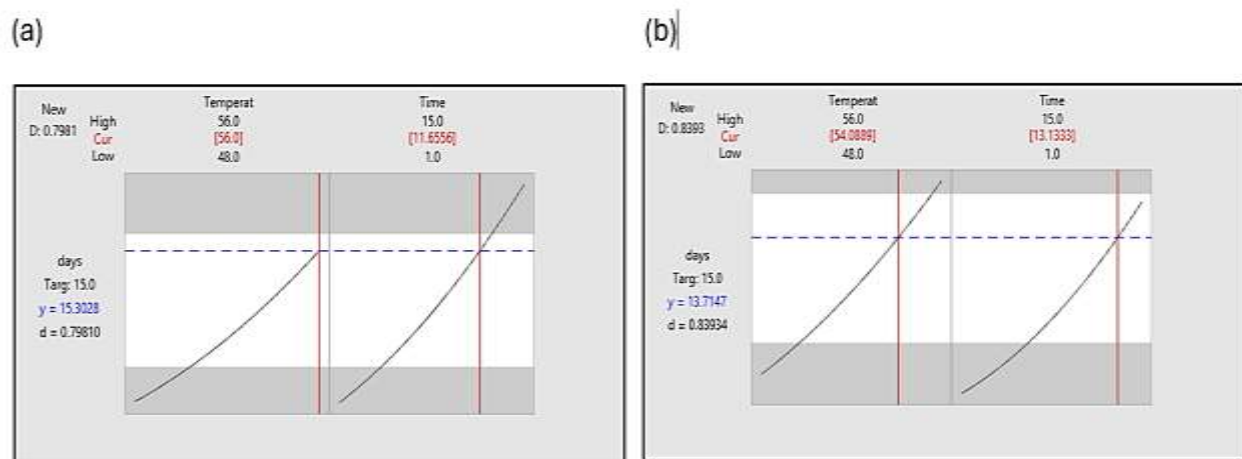 (a)
New
D: 0.7981
High
Cur
Low
Temperat
56.0
[56.0]
48.0
Time
15.0
[11.6556]
1.0
days
Targ: 15.0
y = 15.3028
d = 0.79810
(b)
New
D: 0.8393
High
Cur
Low
Temperat
56.0
[54.0889]
48.0
Time
15.0
[13.1333]
1.0
days
Targ: 15.0
y = 13.7147
d = 0.83934